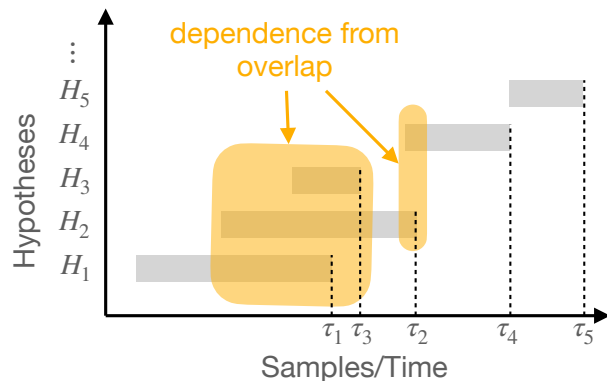 dependence from
overlap
⋮
H₅
H₄
H₃
H₂
H₁
Hypotheses
τ₁ τ₃ τ₂ τ₄ τ₅
Samples/Time